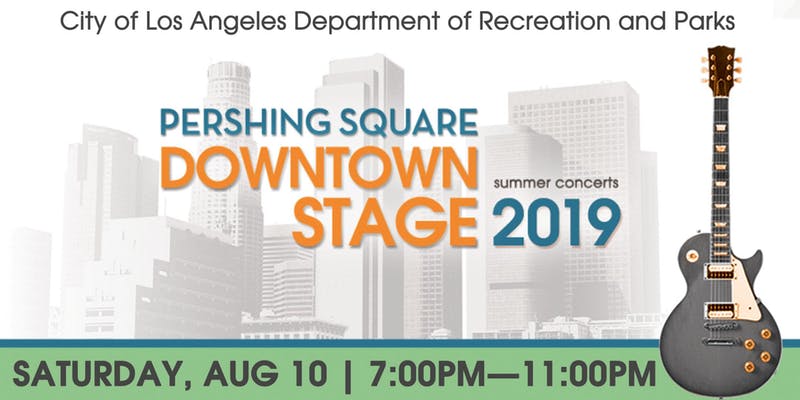 City of Los Angeles Department of Recreation and Parks
PERSHING SQUARE
DOWNTOWN
summer concerts
STAGE 2019
SATURDAY, AUG 10 | 7:00PM—11:00PM